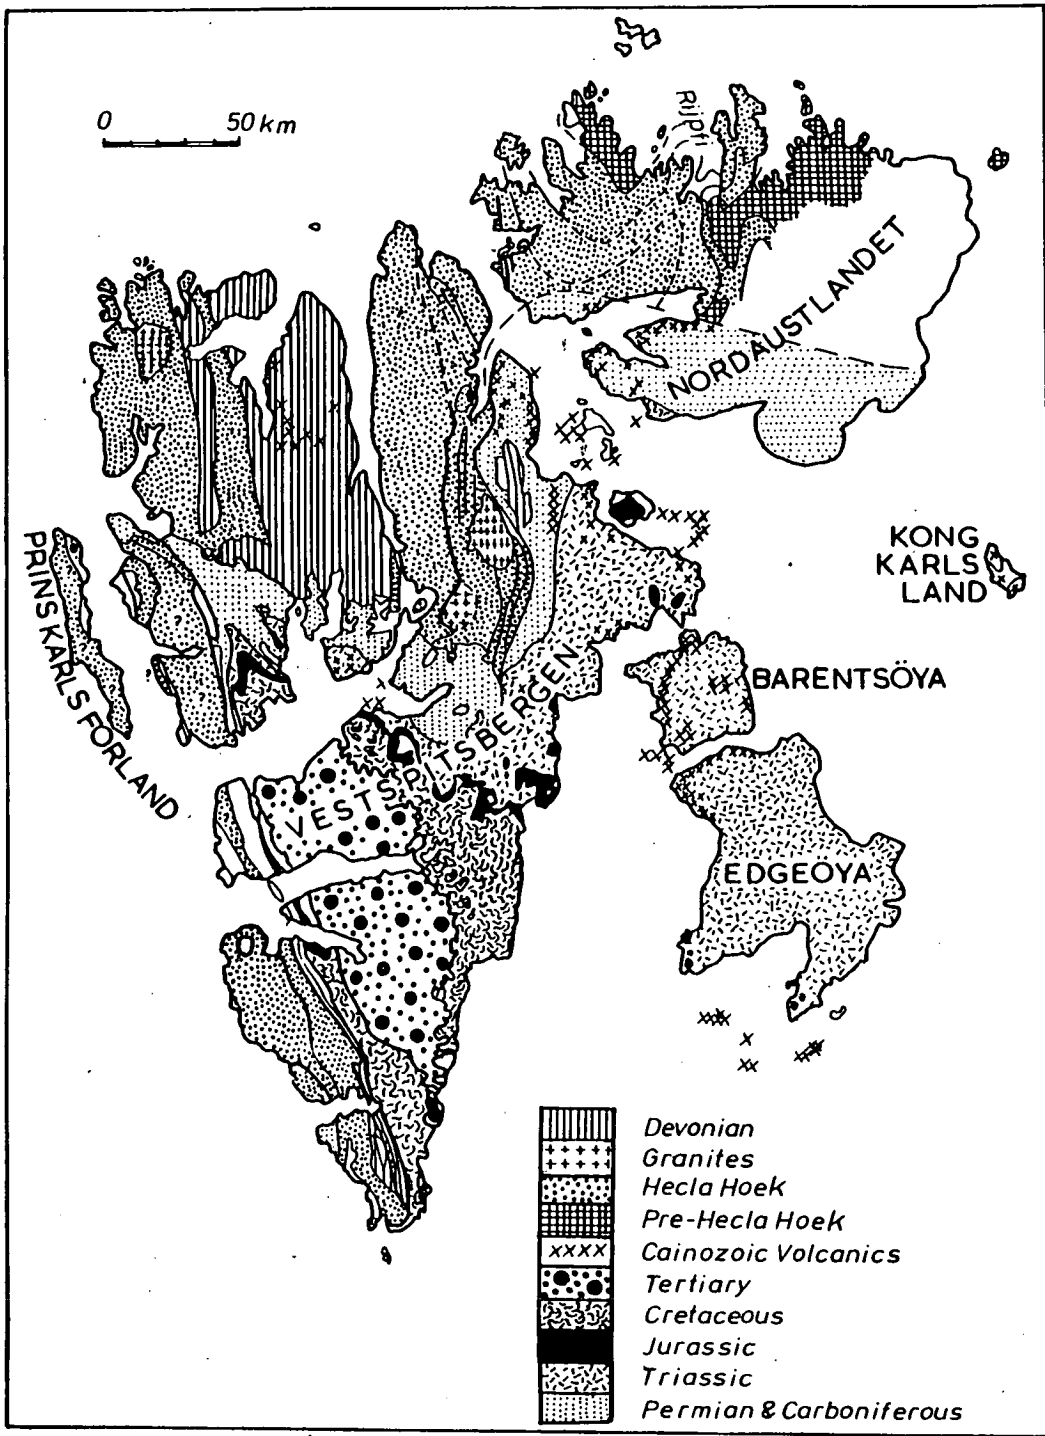 0 50 km
Rijpfj
NORDAUSTLANDET
KONG
KARLS
LAND
PRINS KARLS FORLAND
BARENTSÖYA
VESTSPITSBERGEN
EDGEOYA
Devonian
Granites
Hecla Hoek
Pre-Hecla Hoek
Cainozoic Volcanics
Tertiary
Cretaceous
Jurassic
Triassic
Permian & Carboniferous